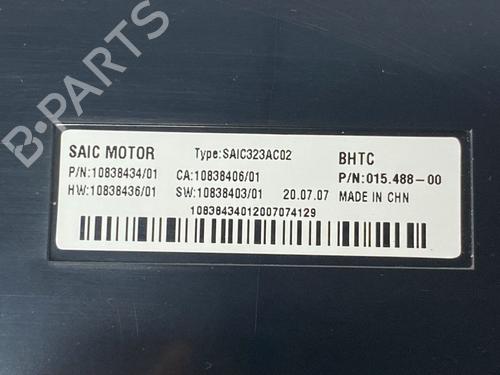 B-PARTS
SAIC MOTOR Type:SAIC323AC02 BHTC
P/N:10838434/01 CA:10838406/01 P/N:015.488-00
HW:10838436/01 SW:10838403/01 20.07.07 MADE IN CHN
10838434012007074129